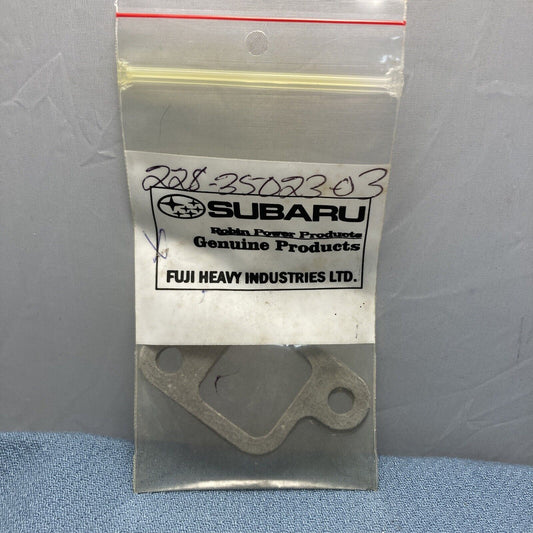 228-35023-03
SUBARU
Robin Power Products
Genuine Products
FUJI HEAVY INDUSTRIES LTD.